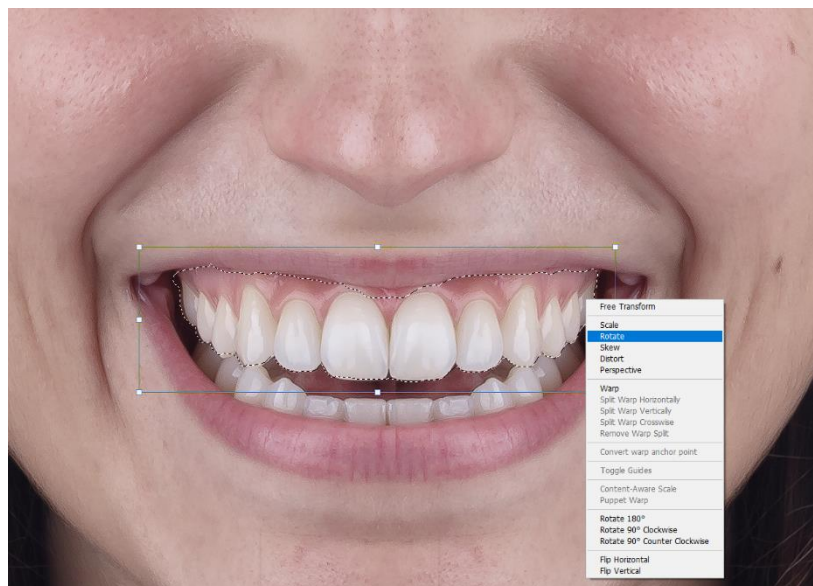 Free Transform
Scale
Rotate
Skew
Distort
Perspective
Warp
Split Warp Horizontally
Split Warp Vertically
Split Warp Crosswise
Remove Warp Split
Convert warp anchor point
Toggle Guides
Content-Aware Scale
Puppet Warp
Rotate 180°
Rotate 90° Clockwise
Rotate 90° Counter Clockwise
Flip Horizontal
Flip Vertical